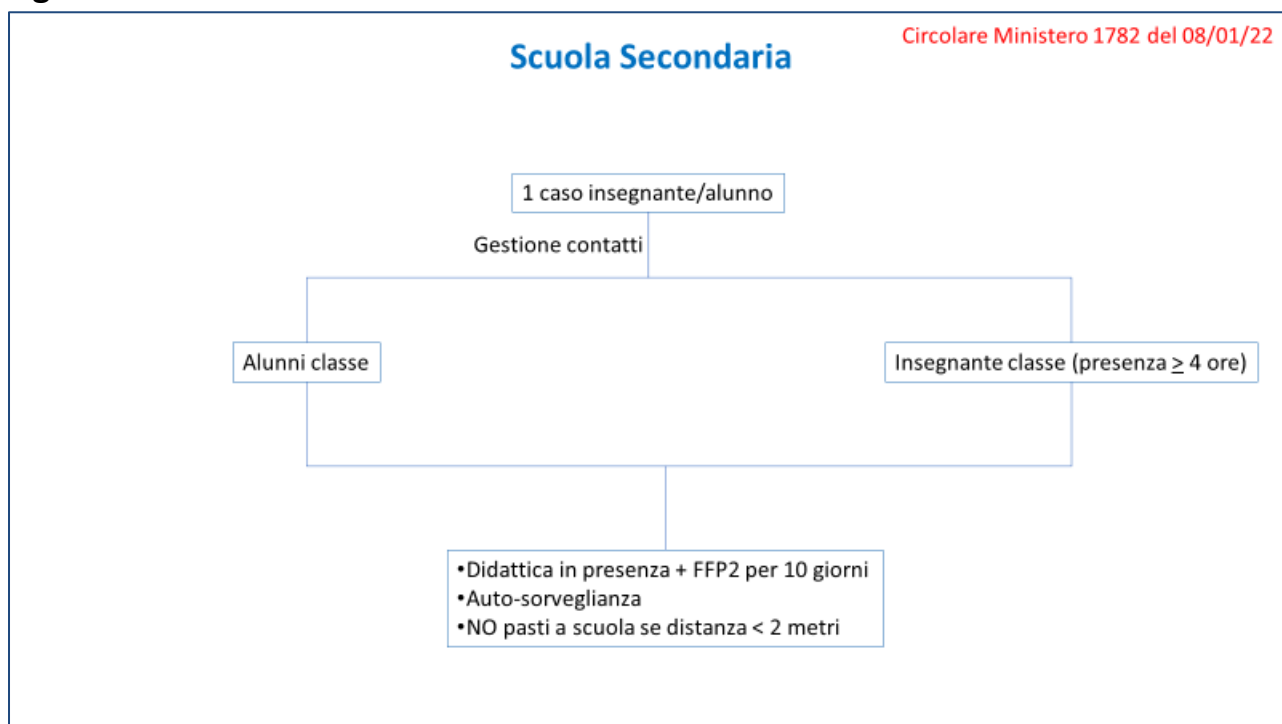 Circolare Ministero 1782 del 08/01/22
Scuola Secondaria
1 caso insegnante/alunno
Gestione contatti
Alunni classe
Insegnante classe (presenza ≥ 4 ore)
•Didattica in presenza + FFP2 per 10 giorni
•Auto-sorveglianza
•NO pasti a scuola se distanza < 2 metri